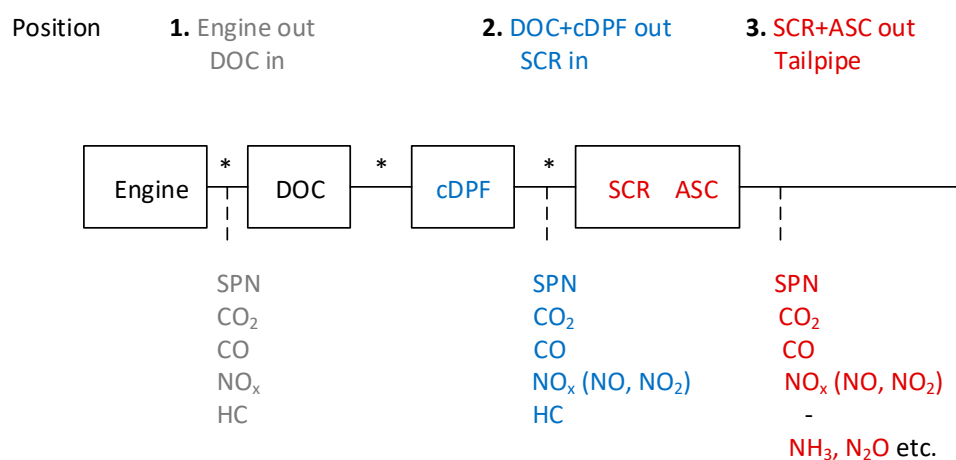 Position 1. Engine out 2. DOC+cDPF out 3. SCR+ASC out
DOC in SCR in Tailpipe
* * *
Engine DOC cDPF SCR ASC
SPN SPN SPN
CO₂ CO₂ CO₂
CO CO CO
NOₓ NOₓ (NO, NO₂) NOₓ (NO, NO₂)
HC HC -
NH₃, N₂O etc.